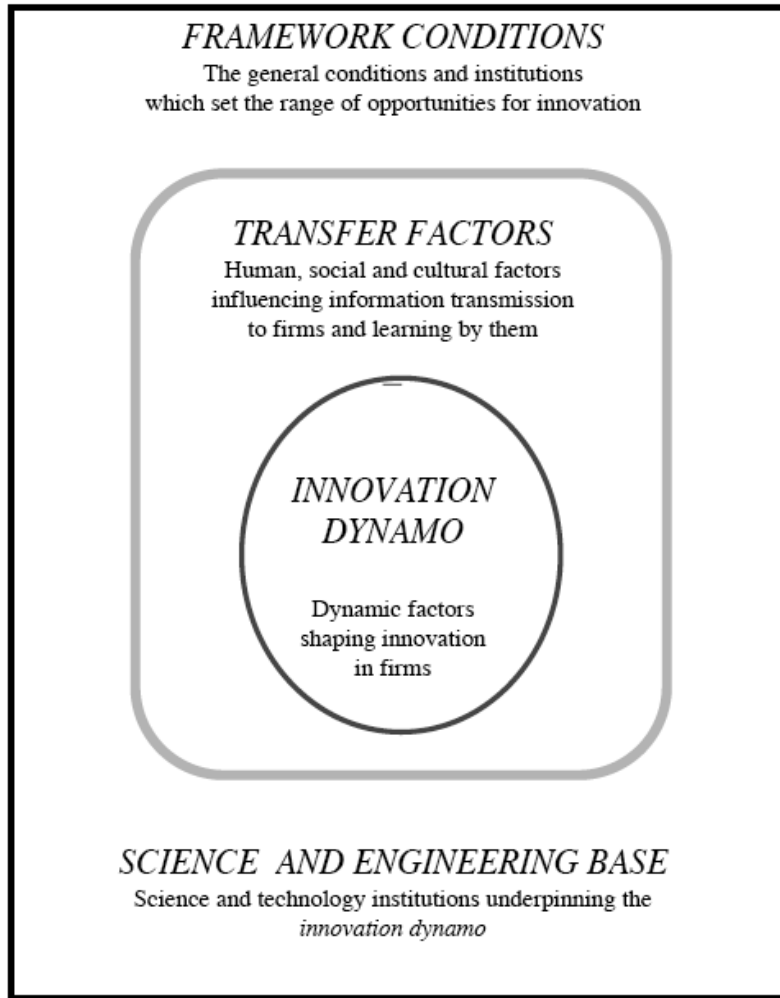 FRAMEWORK CONDITIONS
The general conditions and institutions
which set the range of opportunities for innovation
TRANSFER FACTORS
Human, social and cultural factors
influencing information transmission
to firms and learning by them
INNOVATION
DYNAMO
Dynamic factors
shaping innovation
in firms
SCIENCE AND ENGINEERING BASE
Science and technology institutions underpinning the
innovation dynamo